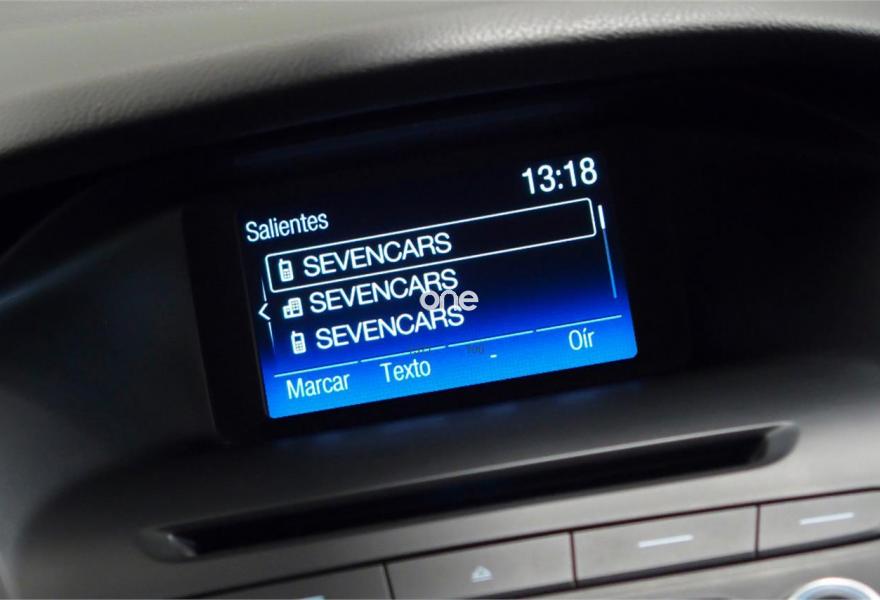 13:18
Salientes
SEVENCARS
SEVENCARS
one
SEVENCARS
Marcar Texto - Oír